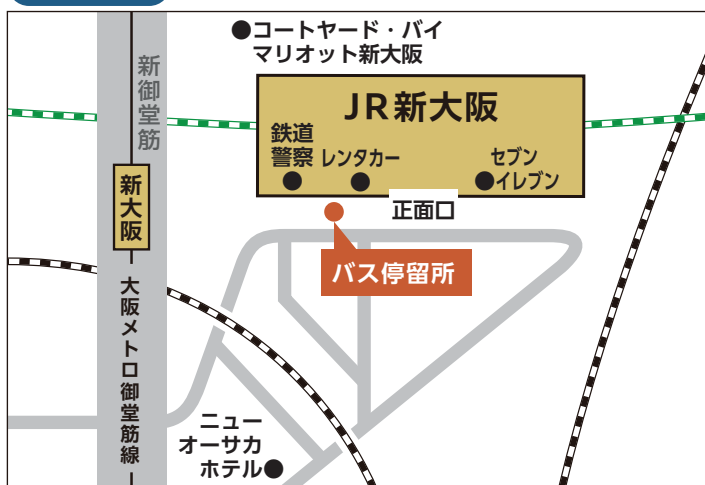 ●コートヤード・バイ
マリオット新大阪
新御堂筋
JR新大阪
鉄道
警察
レンタカー
セブン
イレブン
正面口
新大阪
バス停留所
大阪メトロ御堂筋線
ニュー
オーサカ
ホテル●